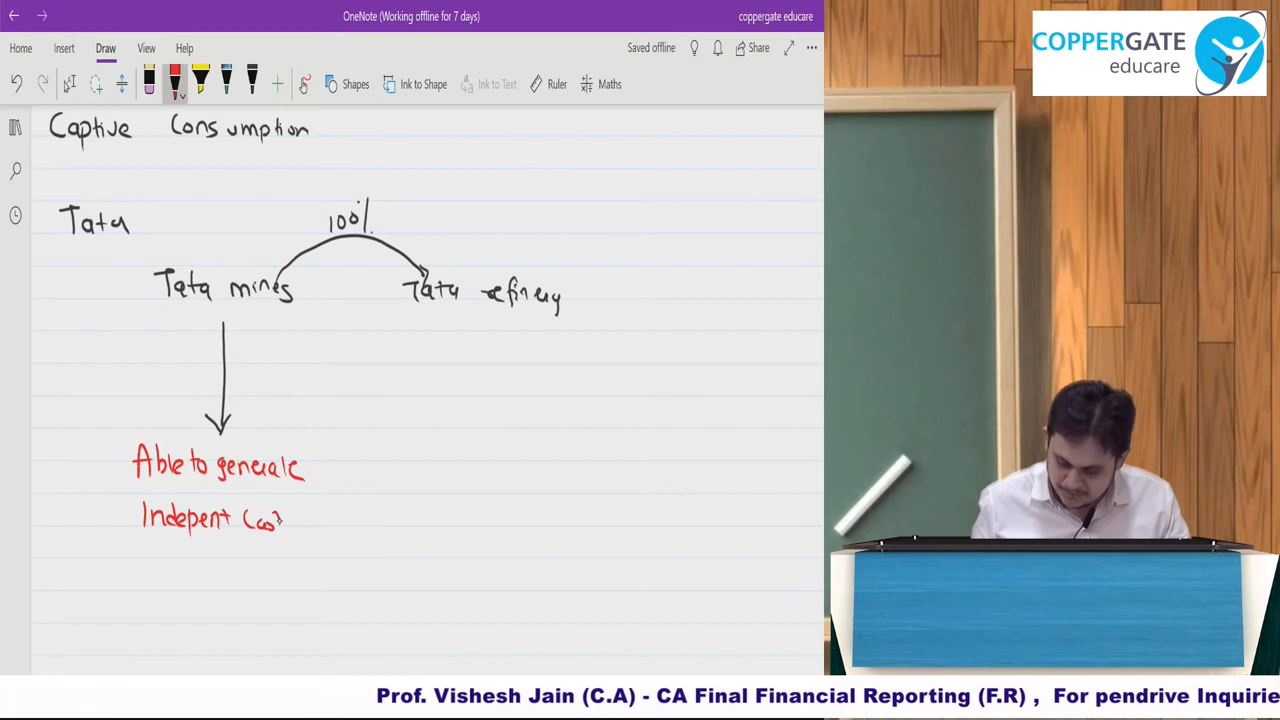 OneNote (Working offline for 7 days)
coppergate educare
Home Insert Draw View Help
Saved offline Share
Shapes Ink to Shape Ink to Text Ruler Maths
COPPERGATE
educare
Captive Consumption
Tata
100%
Tata mines Tata refinery
Able to generate
Indepent
Prof. Vishesh Jain (C.A) - CA Final Financial Reporting (F.R) , For pendrive Inquirie